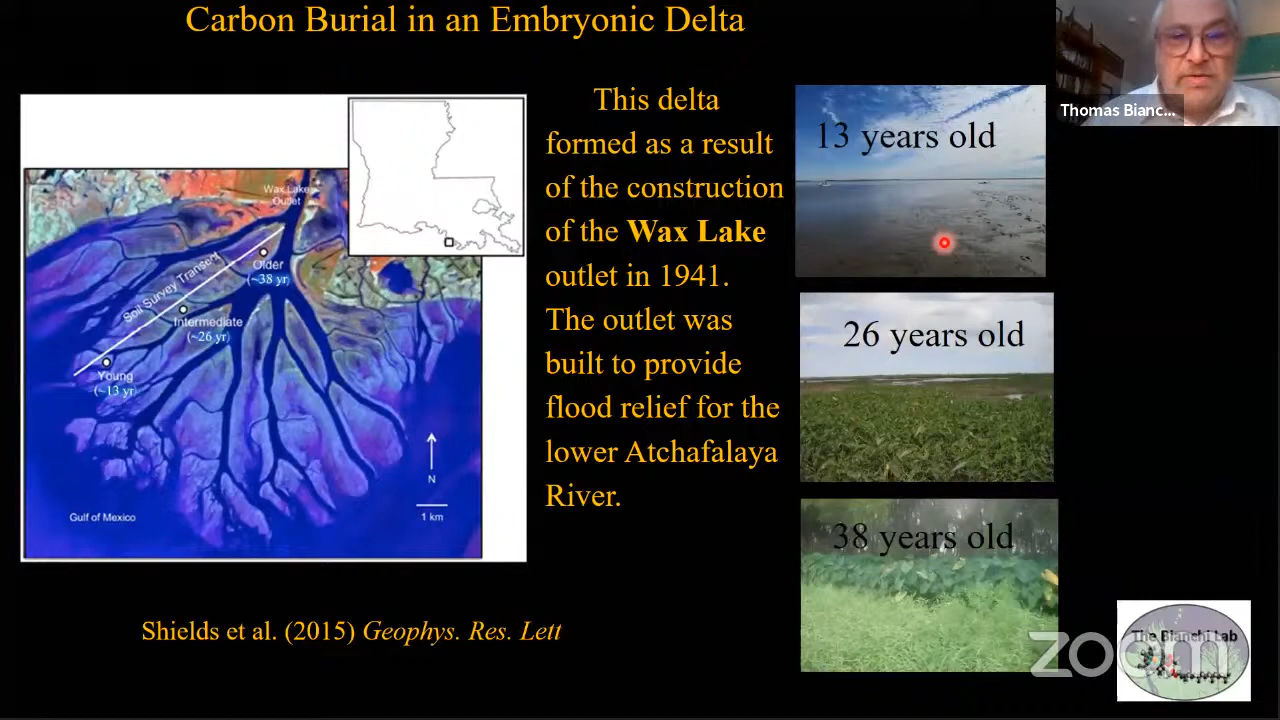 Carbon Burial in an Embryonic Delta
Thomas Bianc...
This delta
formed as a result
of the construction
of the Wax Lake
outlet in 1941.
The outlet was
built to provide
flood relief for the
lower Atchafalaya
River.
Wax Lake
Outlet
Soil Survey Transect
Older
(~38 yr)
Intermediate
(~26 yr)
Young
(~13 yr)
N
1 km
Gulf of Mexico
13 years old
26 years old
38 years old
Shields et al. (2015) Geophys. Res. Lett
The Bianchi Lab
zoom